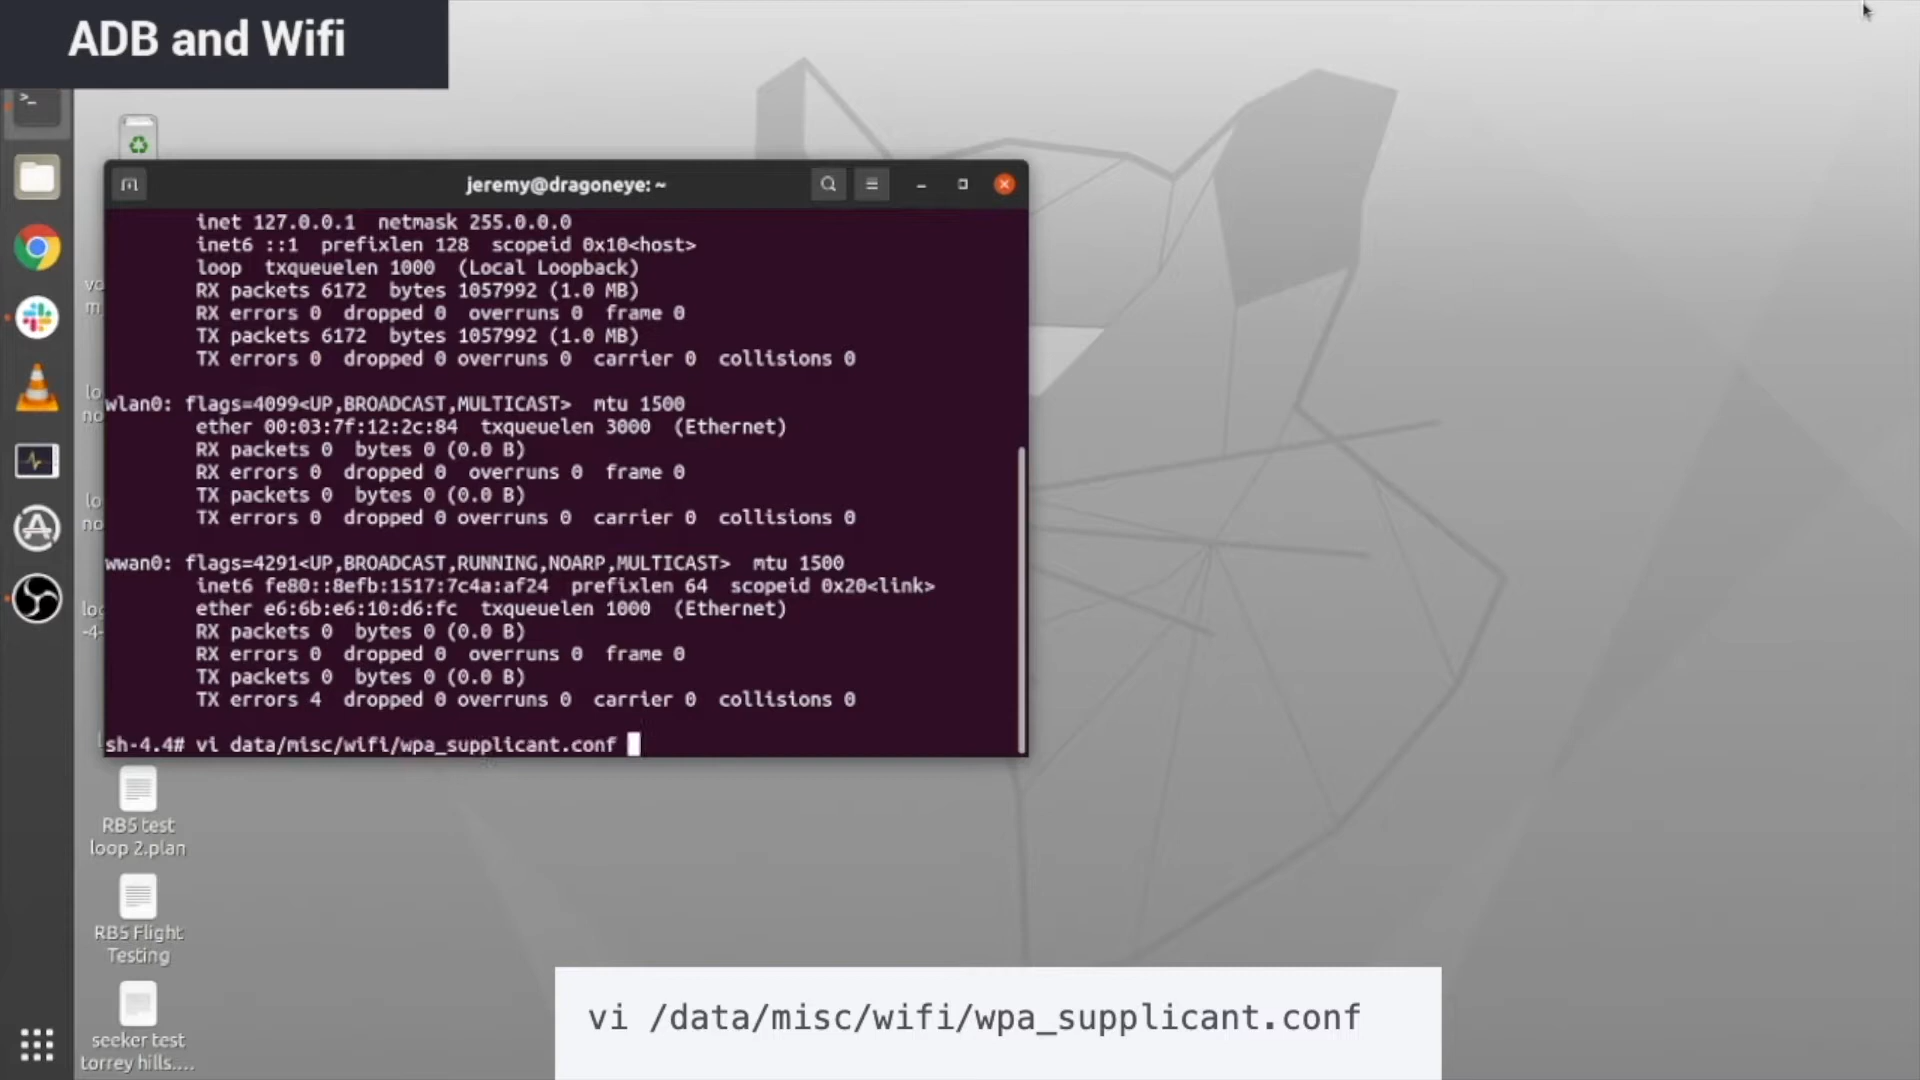 ADB and Wifi
>_
jeremy@dragoneye: ~
inet 127.0.0.1 netmask 255.0.0.0
inet6 ::1 prefixlen 128 scopeid 0x10<host>
loop txqueuelen 1000 (Local Loopback)
RX packets 6172 bytes 1057992 (1.0 MB)
RX errors 0 dropped 0 overruns 0 frame 0
TX packets 6172 bytes 1057992 (1.0 MB)
TX errors 0 dropped 0 overruns 0 carrier 0 collisions 0
wlan0: flags=4099<UP,BROADCAST,MULTICAST> mtu 1500
ether 00:03:7f:12:2c:84 txqueuelen 3000 (Ethernet)
RX packets 0 bytes 0 (0.0 B)
RX errors 0 dropped 0 overruns 0 frame 0
TX packets 0 bytes 0 (0.0 B)
TX errors 0 dropped 0 overruns 0 carrier 0 collisions 0
wwan0: flags=4291<UP,BROADCAST,RUNNING,NOARP,MULTICAST> mtu 1500
inet6 fe80::8efb:1517:7c4a:af24 prefixlen 64 scopeid 0x20<link>
ether e6:6b:e6:10:d6:fc txqueuelen 1000 (Ethernet)
RX packets 0 bytes 0 (0.0 B)
RX errors 0 dropped 0 overruns 0 frame 0
TX packets 0 bytes 0 (0.0 B)
TX errors 4 dropped 0 overruns 0 carrier 0 collisions 0
sh-4.4# vi data/misc/wifi/wpa_supplicant.conf
RB5 test
loop 2.plan
RB5 Flight
Testing
seeker test
torrey hills....
vi /data/misc/wifi/wpa_supplicant.conf